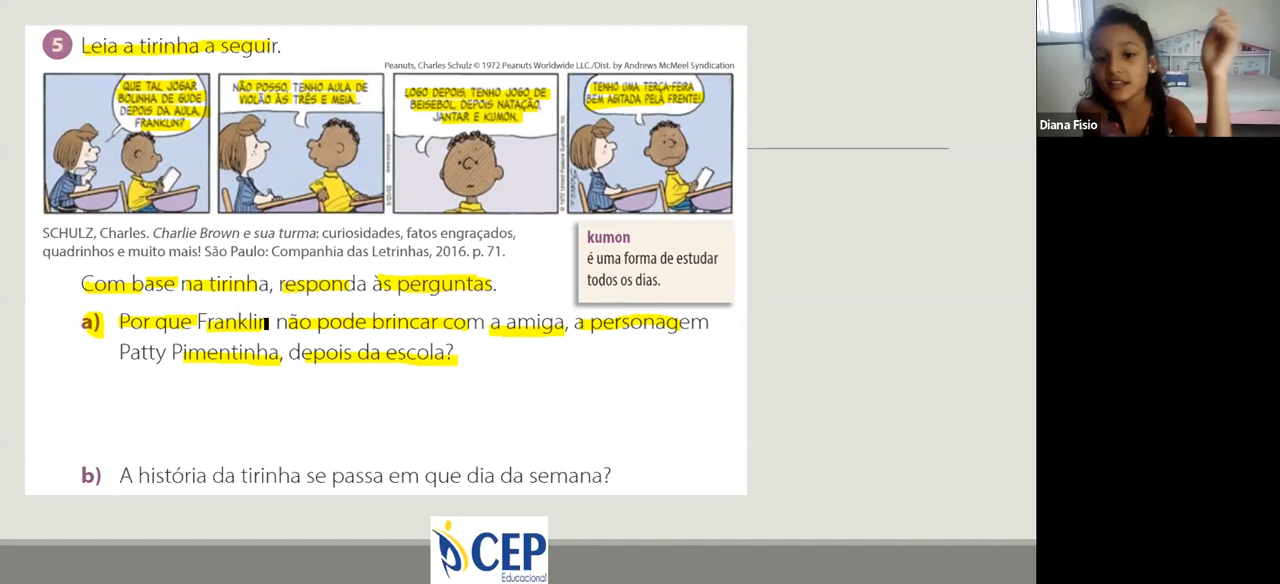 5 Leia a tirinha a seguir.
Peanuts, Charles Schulz © 1972 Peanuts Worldwide LLC./Dist. by Andrews McMeel Syndication
QUE TAL JOGAR
BOLINHA DE GUDE
DEPOIS DA AULA,
FRANKLIN?
NÃO POSSO, TENHO AULA DE
VIOLÃO ÀS TRÊS E MEIA...
LOGO DEPOIS, TENHO JOGO DE
BEISEBOL, DEPOIS NATAÇÃO,
JANTAR E KUMON.
TENHO UMA TERÇA-FEIRA
BEM AGITADA PELA FRENTE!
SCHULZ, Charles. Charlie Brown e sua turma: curiosidades, fatos engraçados,
quadrinhos e muito mais! São Paulo: Companhia das Letrinhas, 2016. p. 71.
kumon
é uma forma de estudar
todos os dias.
Com base na tirinha, responda às perguntas.
a) Por que Franklin não pode brincar com a amiga, a personagem
Patty Pimentinha, depois da escola?
b) A história da tirinha se passa em que dia da semana?
CEP
Educacional
Diana Fisio